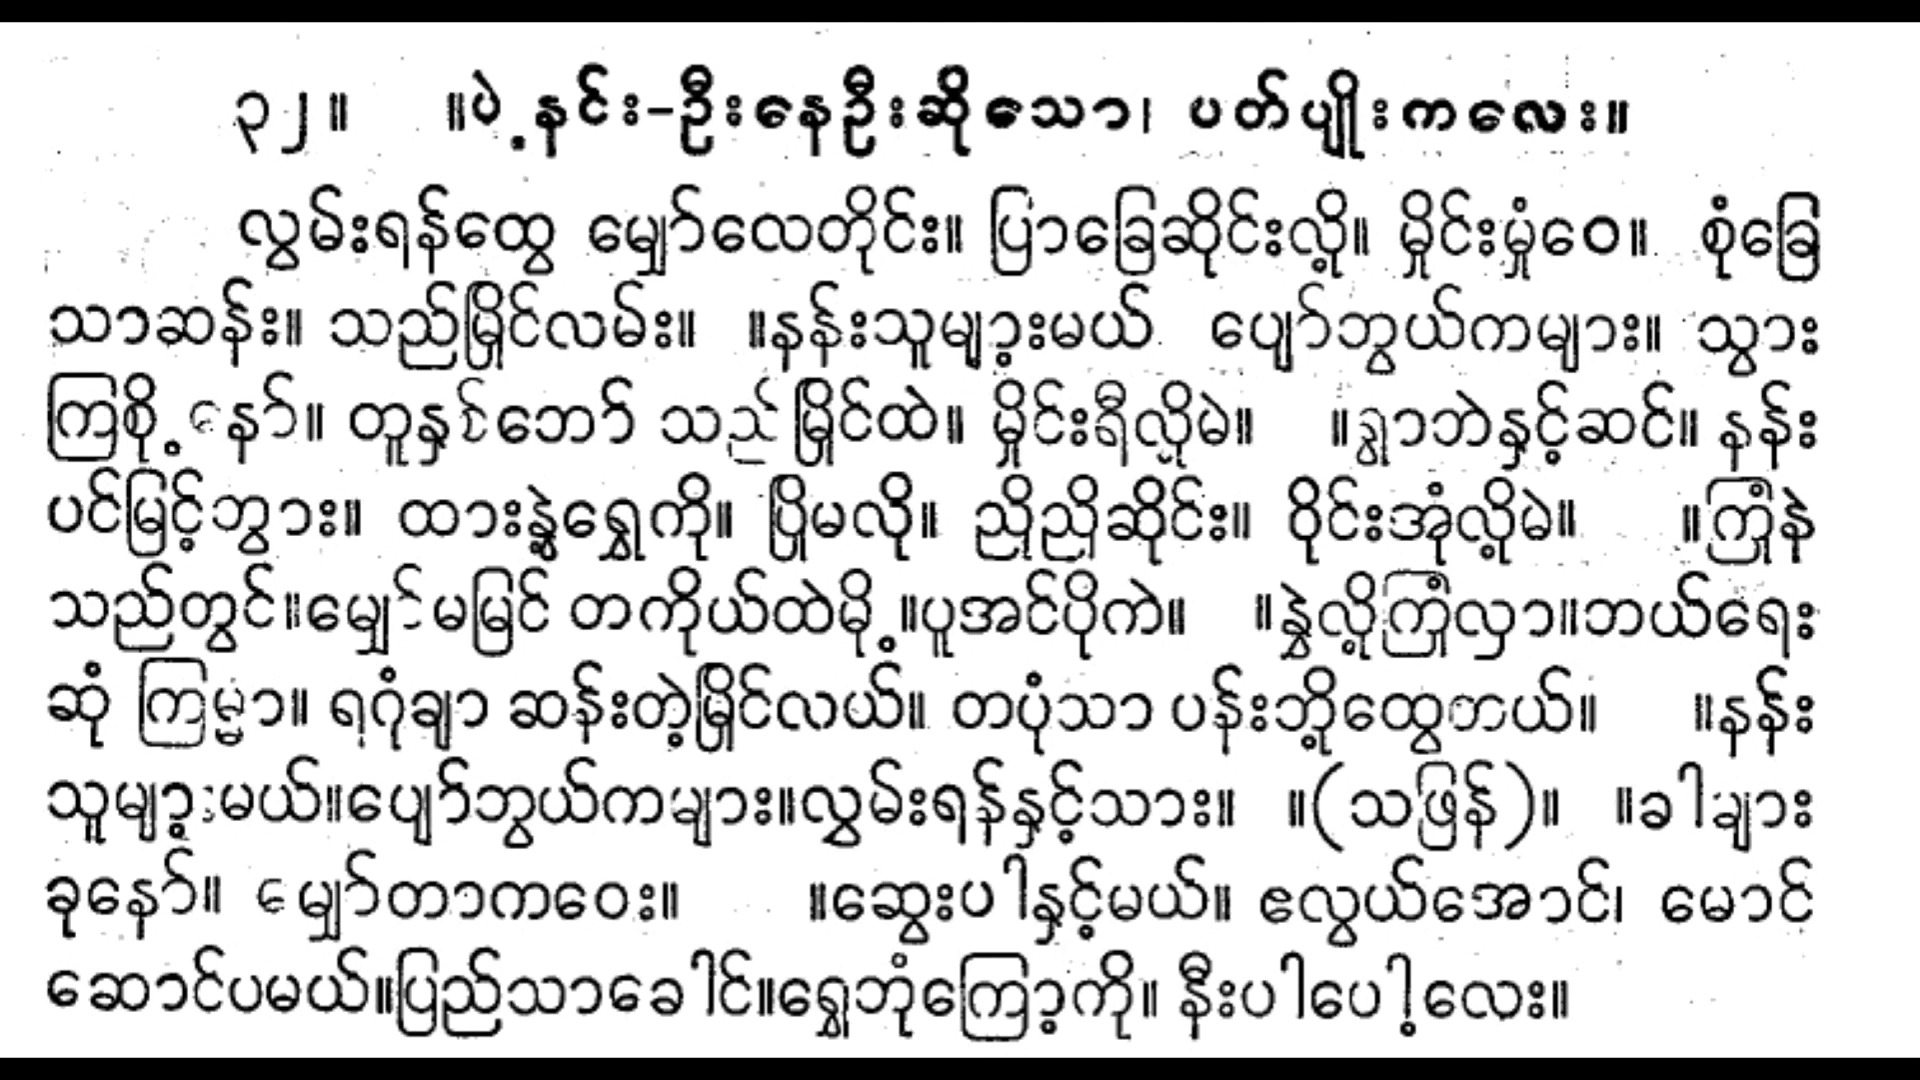 ၃၂။ ။ပဲ့နင်း-ဦးနေဦးဆိုသော၊ ပတ်ပျိုးကလေး။
လွမ်းရန်ထွေ မျှော်လေတိုင်း။ ပြာခြေဆိုင်းလို့။ မှိုင်းမှုံဝေ။ စုံခြေ
သာဆန်း။ သည်မြှိုင်လမ်း။ ။နန်းသူမျာ့းမယ် ပျော်ဘွယ်ကများ။ သွား
ကြစို့နော်။ တူနှစ်ဘော် သည်မြှိုင်ထဲ။ မှိုင်းရီလှိုမဲ။ ။ရွှာဘဲနှင့်ဆင်။ နန်း
ပင်မြင့်ဘွား။ ထားနွဲ့ရွှေကို။ ပြိုမလို။ ညိုညိုဆိုင်း။ ဝိုင်းအုံလို့မဲ။ ။ကြုံနဲ
သည်တွင်။မျှော်မမြင် တကိုယ်ထဲမို့။ပူအင်ပိုကဲ။ ။နွဲလို့ကြုံလှာ။ဘယ်ရေး
ဆုံ ကြမ္မာ။ ရဂုံချာ ဆန်းတဲ့မြှိုင်လယ်။ တပုံသာ ပန်းဘို့ထွေဘယ်။ ။နန်း
သူမျာ့းမယ်။ပျော်ဘွယ်ကများ။လွှမ်းရန်နှင့်သား။ ။(သဖြန်)။ ။ခါချား
ခုနော်။ မျှော်တာကဝေး။ ။ဆွေးပါနှင့်မယ်။ ဧလွယ်အောင်၊ မောင်
ဆောင်ပမယ်။ပြည်သာခေါင်။ရွှေဘုံကြော့ကို။ နီးပါပေါ့လေး။